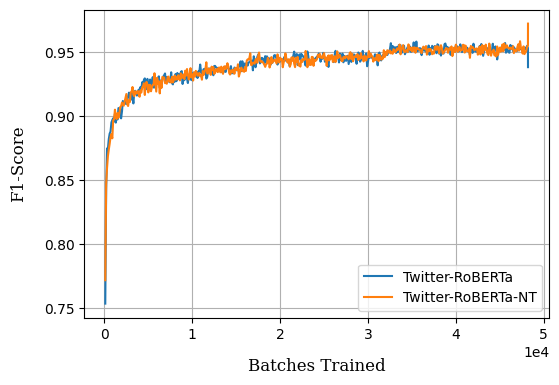 0.95
0.90
0.85
0.80
0.75
F1-Score
Twitter-RoBERTa
Twitter-RoBERTa-NT
0 1 2 3 4 5
1e4
Batches Trained